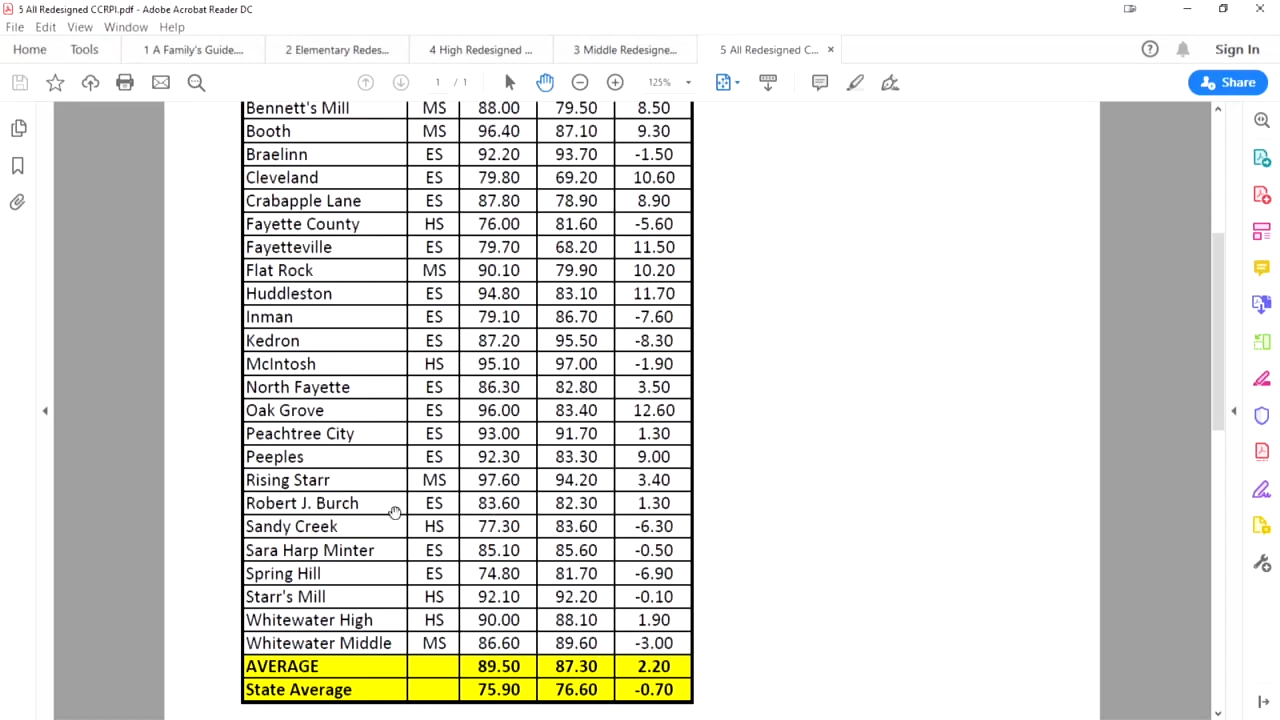 5 All Redesigned CCRPI.pdf - Adobe Acrobat Reader DC
File Edit View Window Help
Home Tools 1 A Family's Guide.... 2 Elementary Redes... 4 High Redesigned ... 3 Middle Redesigne... 5 All Redesigned C... × Sign In
1 / 1 125% Share
Bennett's Mill MS 88.00 79.50 8.50
Booth MS 96.40 87.10 9.30
Braelinn ES 92.20 93.70 -1.50
Cleveland ES 79.80 69.20 10.60
Crabapple Lane ES 87.80 78.90 8.90
Fayette County HS 76.00 81.60 -5.60
Fayetteville ES 79.70 68.20 11.50
Flat Rock MS 90.10 79.90 10.20
Huddleston ES 94.80 83.10 11.70
Inman ES 79.10 86.70 -7.60
Kedron ES 87.20 95.50 -8.30
McIntosh HS 95.10 97.00 -1.90
North Fayette ES 86.30 82.80 3.50
Oak Grove ES 96.00 83.40 12.60
Peachtree City ES 93.00 91.70 1.30
Peeples ES 92.30 83.30 9.00
Rising Starr MS 97.60 94.20 3.40
Robert J. Burch ES 83.60 82.30 1.30
Sandy Creek HS 77.30 83.60 -6.30
Sara Harp Minter ES 85.10 85.60 -0.50
Spring Hill ES 74.80 81.70 -6.90
Starr's Mill HS 92.10 92.20 -0.10
Whitewater High HS 90.00 88.10 1.90
Whitewater Middle MS 86.60 89.60 -3.00
AVERAGE 89.50 87.30 2.20
State Average 75.90 76.60 -0.70